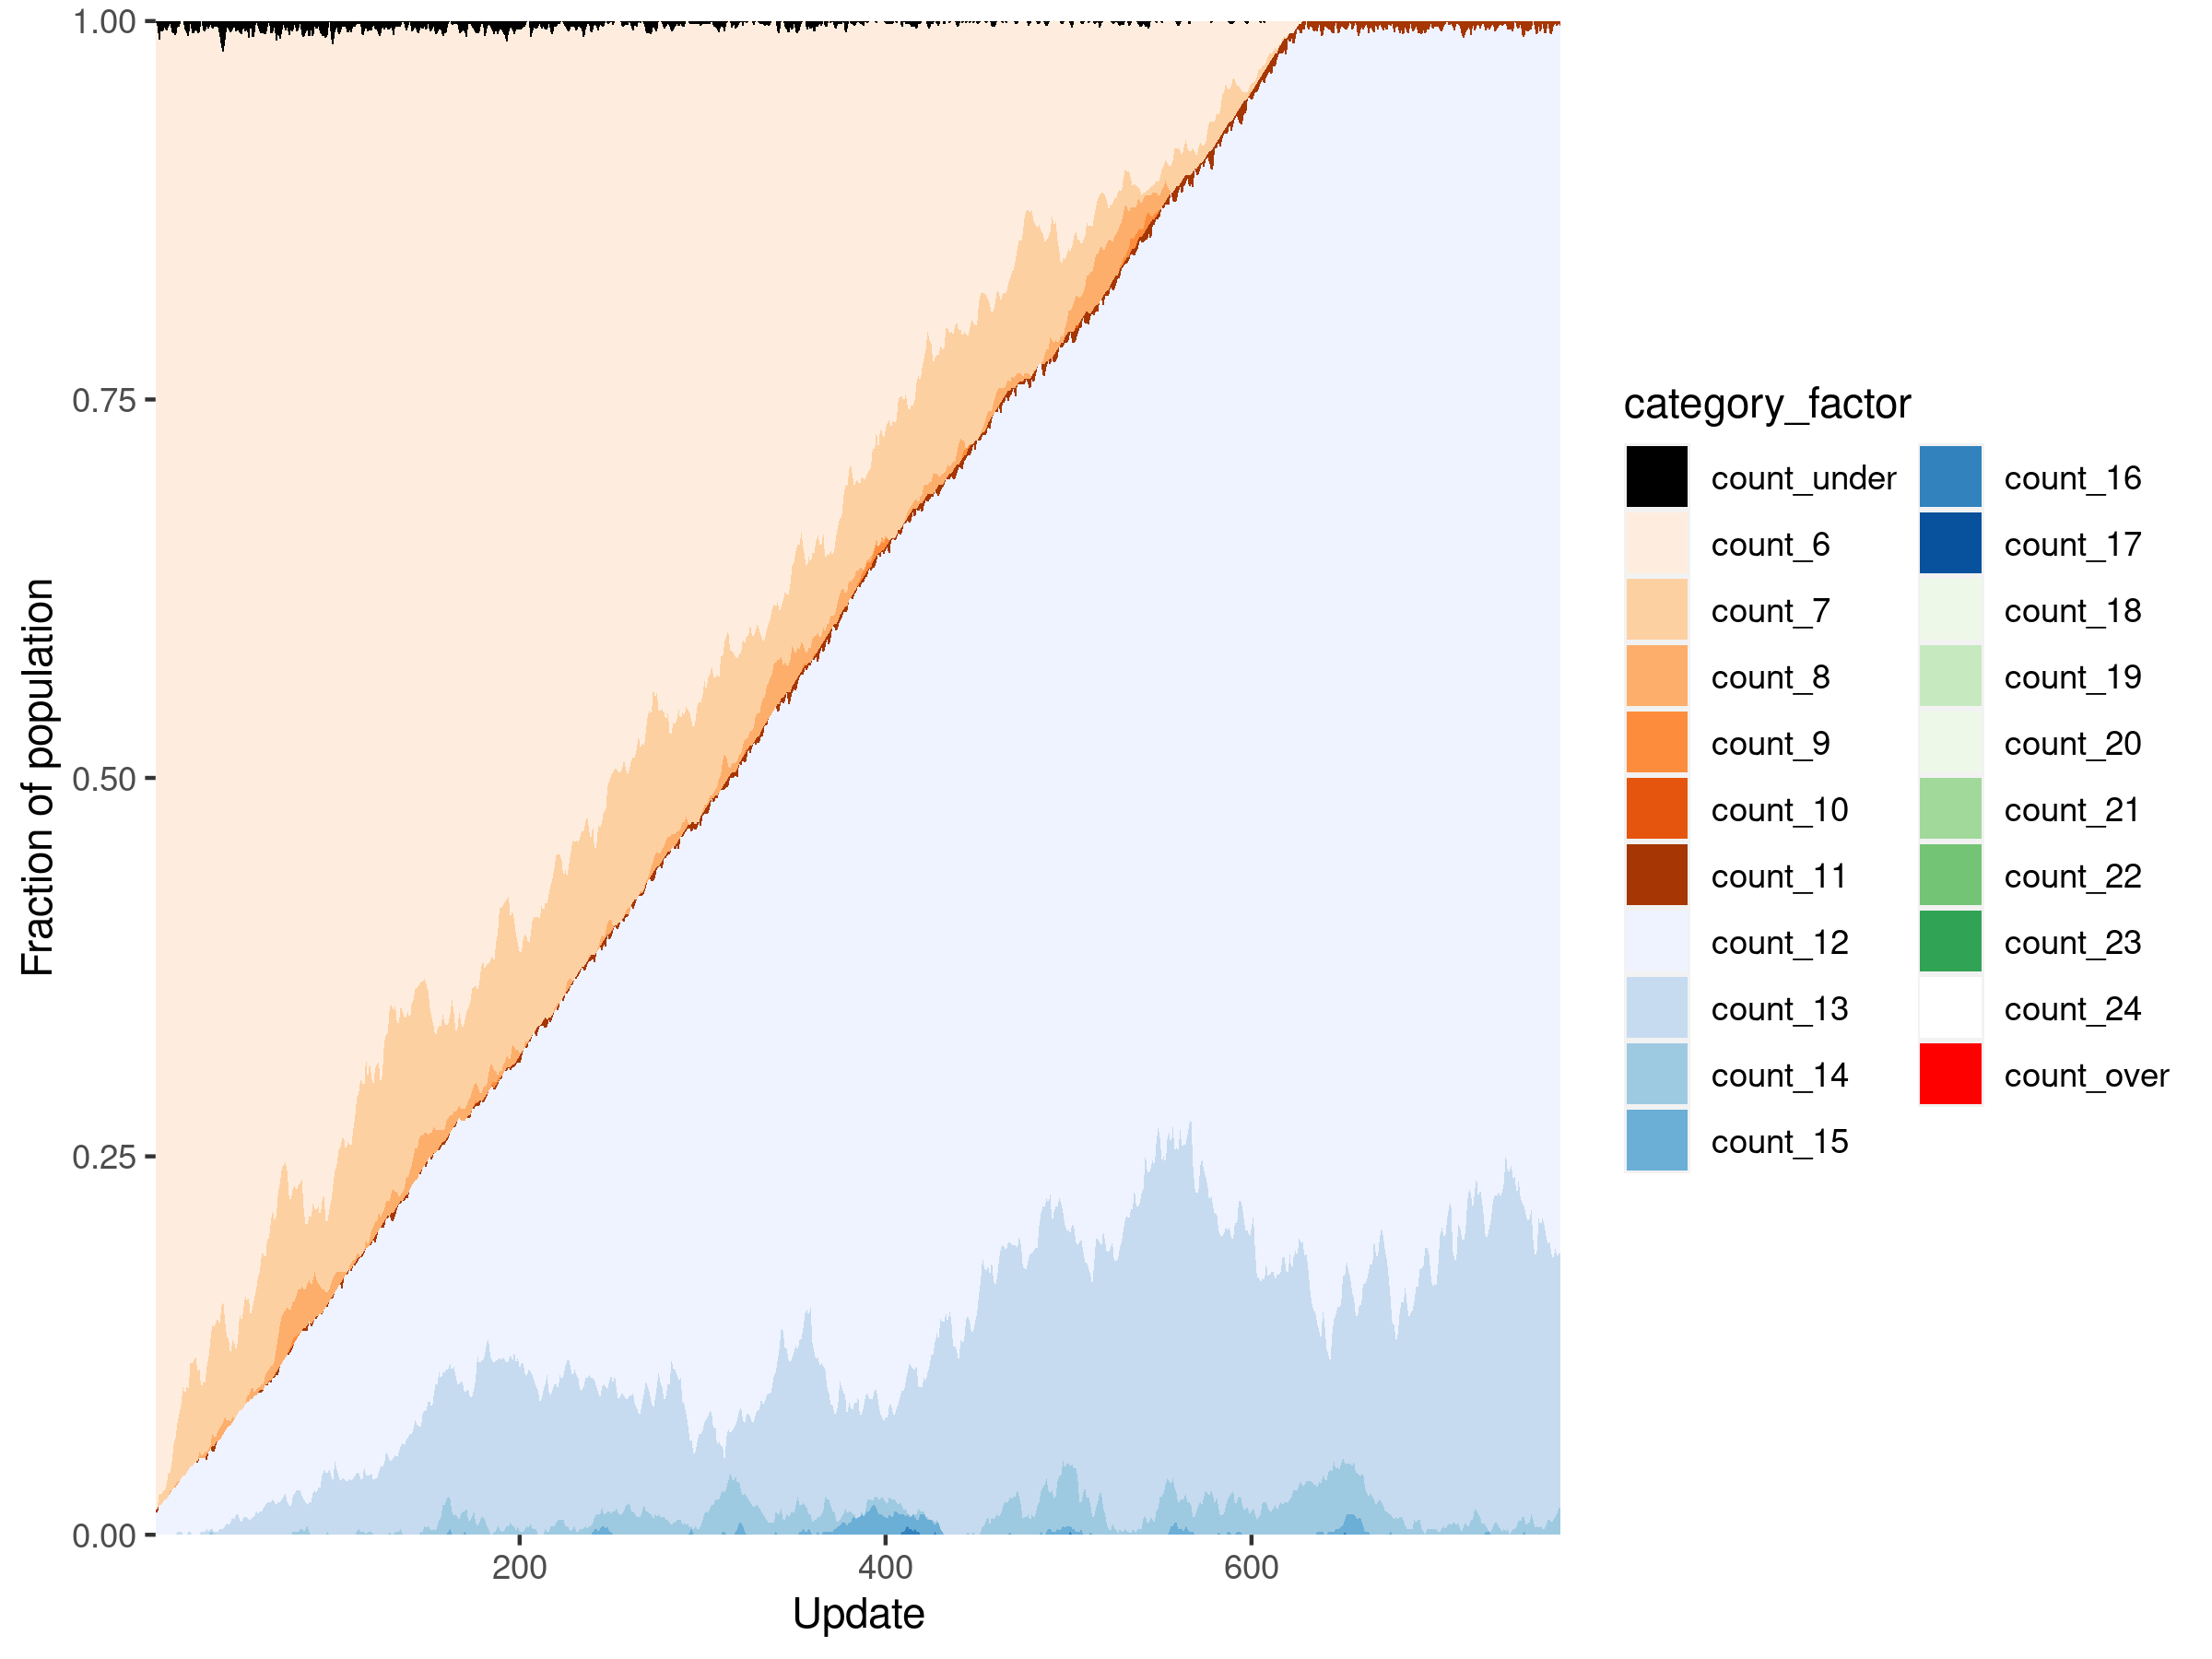 1.00
0.75
0.50
0.25
0.00
Fraction of population
200
400
600
Update
category_factor
count_under
count_6
count_7
count_8
count_9
count_10
count_11
count_12
count_13
count_14
count_15
count_16
count_17
count_18
count_19
count_20
count_21
count_22
count_23
count_24
count_over